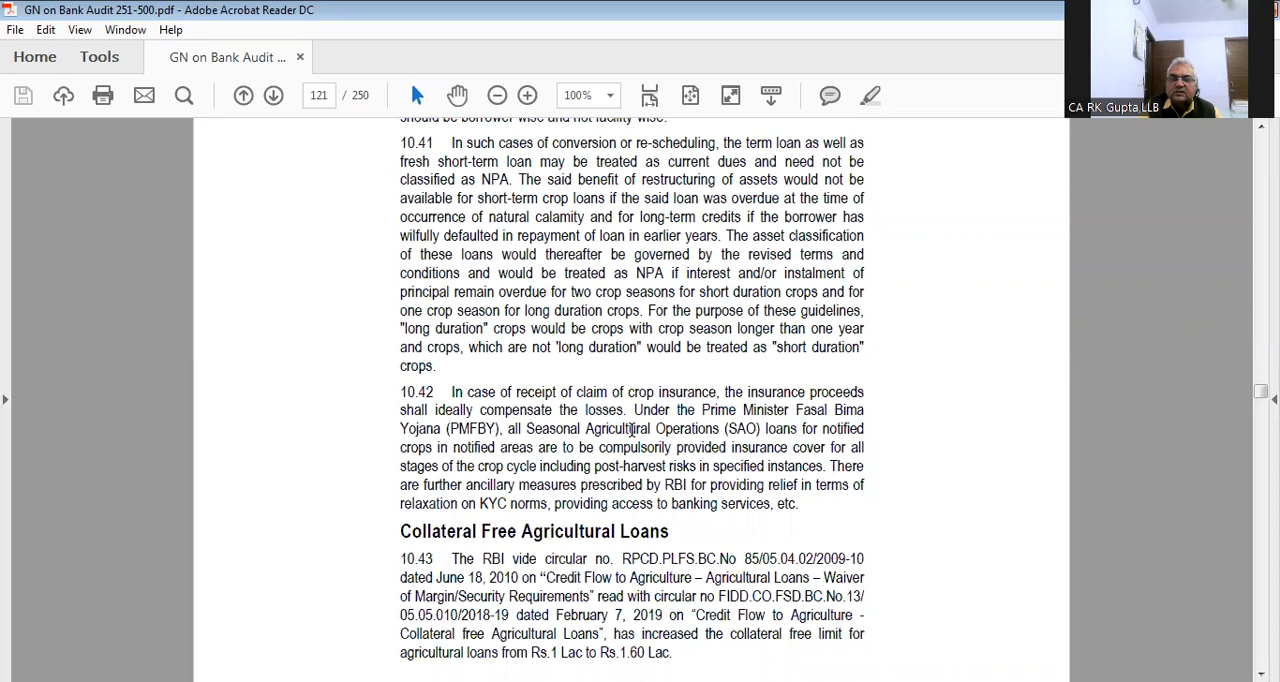 GN on Bank Audit 251-500.pdf - Adobe Acrobat Reader DC
File Edit View Window Help
Home Tools GN on Bank Audit ... ×
121 / 250 100%
CA RK Gupta,LLB
should be borrower wise and not facility wise.
10.41 In such cases of conversion or re-scheduling, the term loan as well as
fresh short-term loan may be treated as current dues and need not be
classified as NPA. The said benefit of restructuring of assets would not be
available for short-term crop loans if the said loan was overdue at the time of
occurrence of natural calamity and for long-term credits if the borrower has
wilfully defaulted in repayment of loan in earlier years. The asset classification
of these loans would thereafter be governed by the revised terms and
conditions and would be treated as NPA if interest and/or instalment of
principal remain overdue for two crop seasons for short duration crops and for
one crop season for long duration crops. For the purpose of these guidelines,
"long duration" crops would be crops with crop season longer than one year
and crops, which are not 'long duration" would be treated as "short duration"
crops.
10.42 In case of receipt of claim of crop insurance, the insurance proceeds
shall ideally compensate the losses. Under the Prime Minister Fasal Bima
Yojana (PMFBY), all Seasonal Agricultural Operations (SAO) loans for notified
crops in notified areas are to be compulsorily provided insurance cover for all
stages of the crop cycle including post-harvest risks in specified instances. There
are further ancillary measures prescribed by RBI for providing relief in terms of
relaxation on KYC norms, providing access to banking services, etc.
Collateral Free Agricultural Loans
10.43 The RBI vide circular no. RPCD.PLFS.BC.No 85/05.04.02/2009-10
dated June 18, 2010 on “Credit Flow to Agriculture – Agricultural Loans – Waiver
of Margin/Security Requirements” read with circular no FIDD.CO.FSD.BC.No.13/
05.05.010/2018-19 dated February 7, 2019 on “Credit Flow to Agriculture -
Collateral free Agricultural Loans”, has increased the collateral free limit for
agricultural loans from Rs.1 Lac to Rs.1.60 Lac.